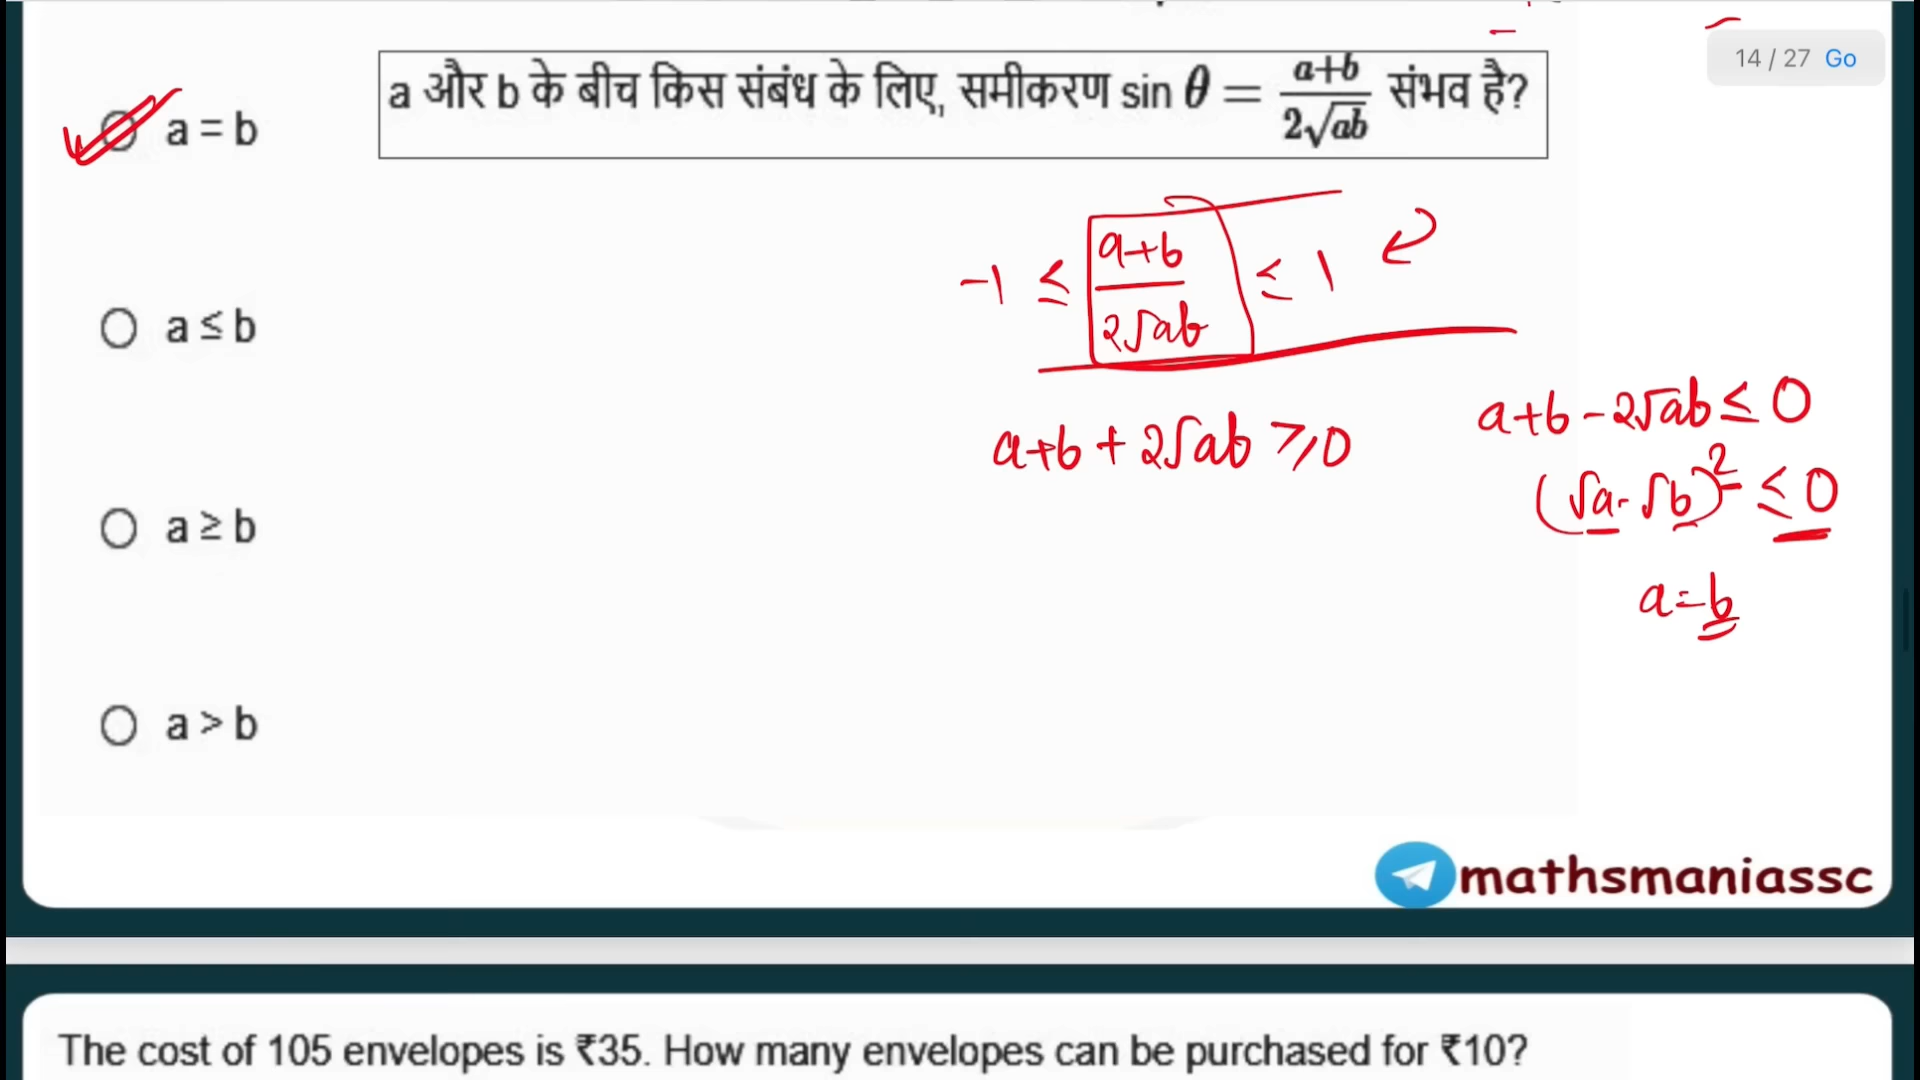 14 / 27 Go
a और b के बीच किस संबंध के लिए, समीकरण sin θ = a+b / 2√ab संभव है?
a = b
a ≤ b
a ≥ b
a > b
-1 ≤ a+b / 2√ab ≤ 1
a+b + 2√ab ≥ 0
a+b - 2√ab ≤ 0
(√a - √b)² ≤ 0
a = b
mathsmaniassc
The cost of 105 envelopes is ₹35. How many envelopes can be purchased for ₹10?